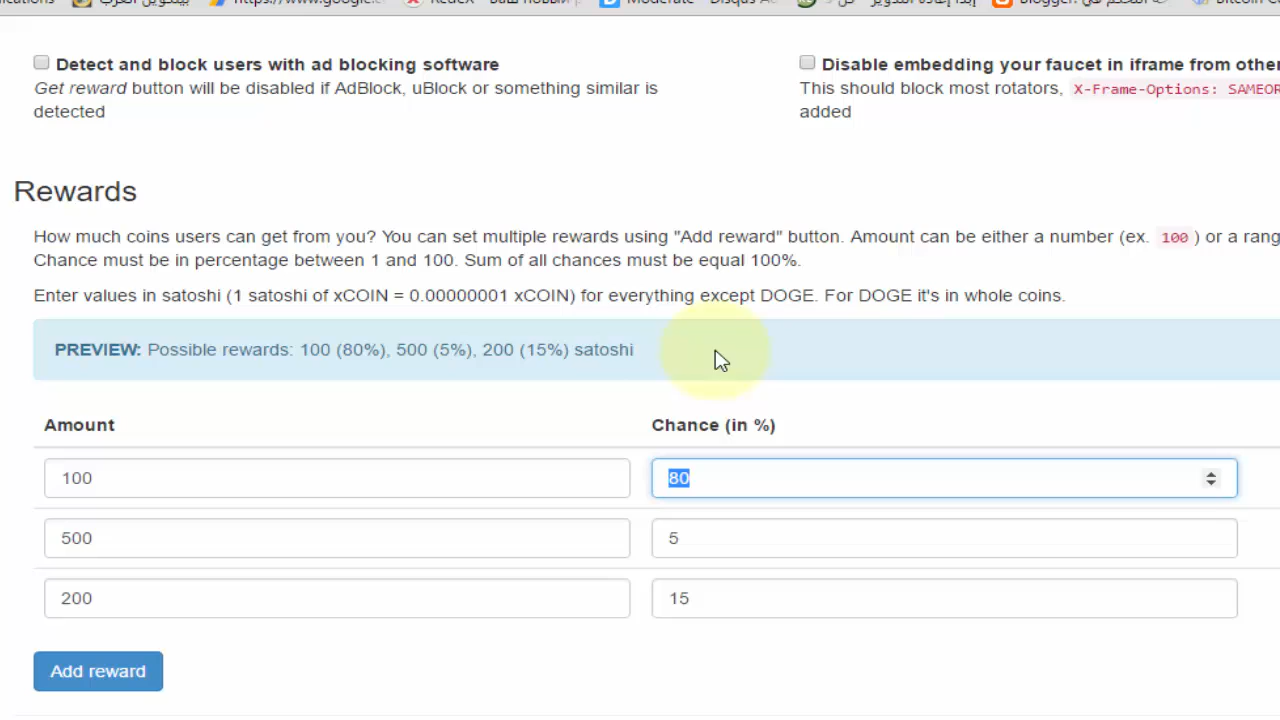 Detect and block users with ad blocking software
Get reward button will be disabled if AdBlock, uBlock or something similar is
detected
Disable embedding your faucet in iframe from other
This should block most rotators, X-Frame-Options: SAMEOR
added
Rewards
How much coins users can get from you? You can set multiple rewards using "Add reward" button. Amount can be either a number (ex. 100 ) or a rang
Chance must be in percentage between 1 and 100. Sum of all chances must be equal 100%.
Enter values in satoshi (1 satoshi of xCOIN = 0.00000001 xCOIN) for everything except DOGE. For DOGE it's in whole coins.
PREVIEW: Possible rewards: 100 (80%), 500 (5%), 200 (15%) satoshi
Amount Chance (in %)
100 80
500 5
200 15
Add reward